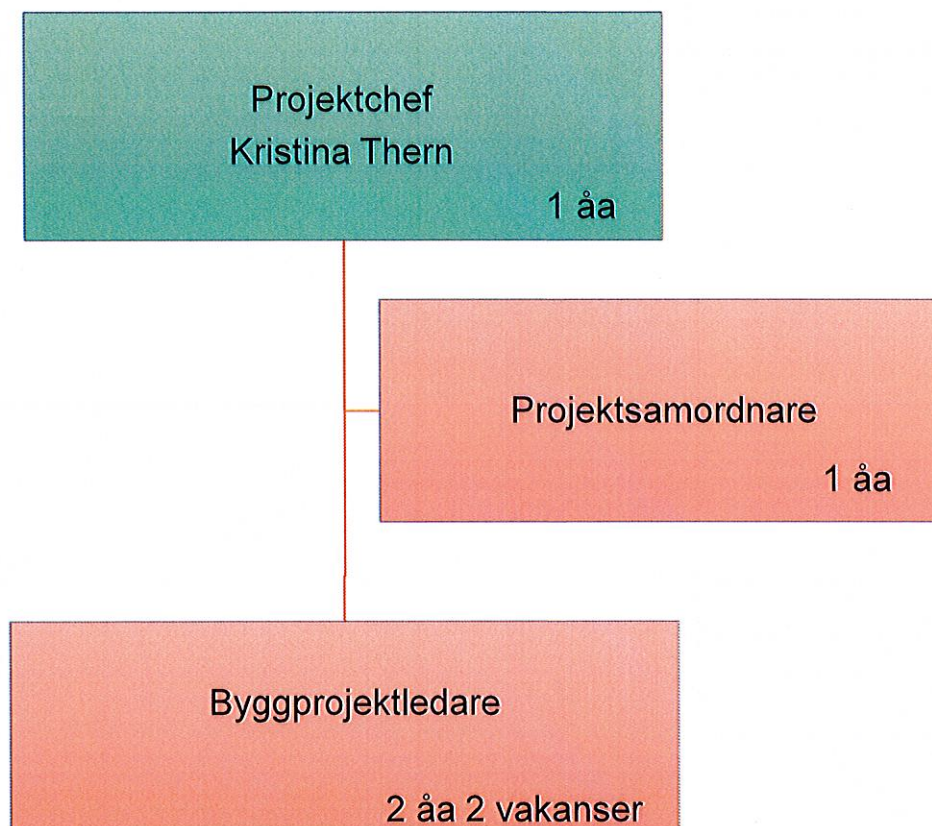 Projektchef
Kristina Thern
1 åa
Projektsamordnare
1 åa
Byggprojektledare
2 åa 2 vakanser